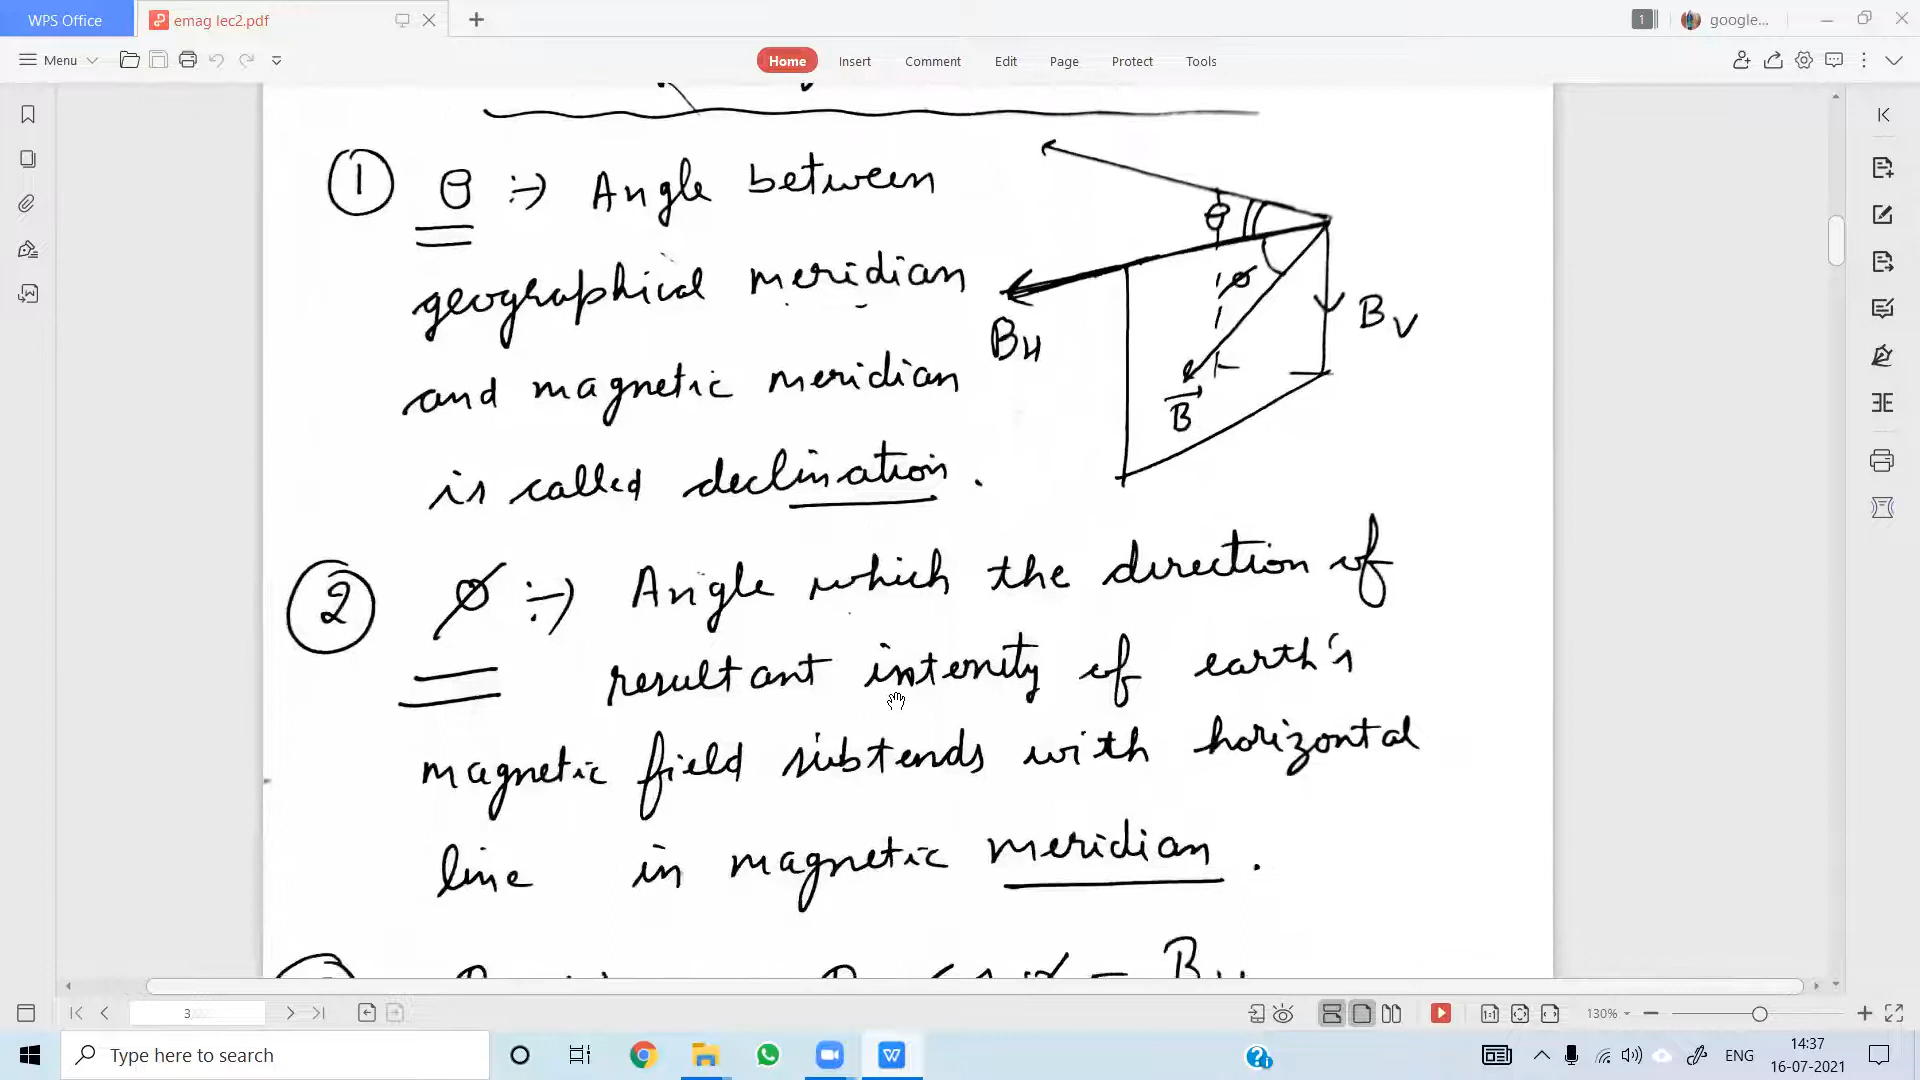 WPS Office
emag lec2.pdf
1
google...
Menu
Home Insert Comment Edit Page Protect Tools
① θ :→ Angle between
geographical meridian
and magnetic meridian
is called declination .
θ
ø
B_H
B_V
B
② ø :→ Angle which the direction of
resultant intensity of earth's
magnetic field subtends with horizontal
line in magnetic meridian .
3
130%
Type here to search
ENG
14:37
16-07-2021